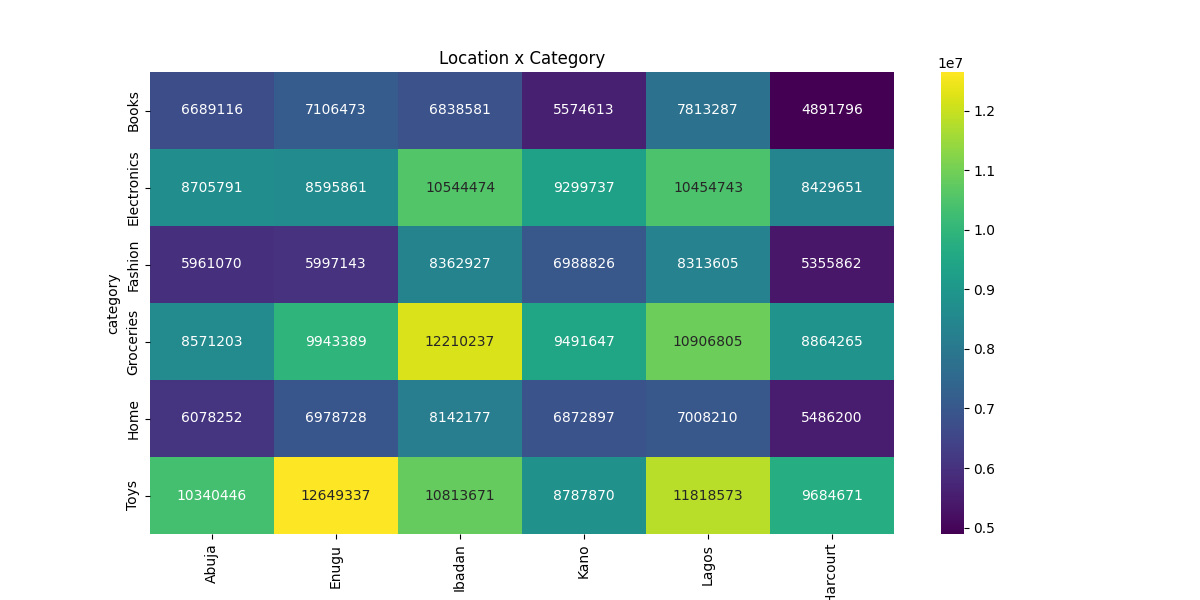 Location x Category
1e7
Books 6689116 7106473 6838581 5574613 7813287 4891796
Electronics 8705791 8595861 10544474 9299737 10454743 8429651
Fashion 5961070 5997143 8362927 6988826 8313605 5355862
category
Groceries 8571203 9943389 12210237 9491647 10906805 8864265
Home 6078252 6978728 8142177 6872897 7008210 5486200
Toys 10340446 12649337 10813671 8787870 11818573 9684671
Abuja Enugu Ibadan Kano Lagos Harcourt
1.2
1.1
1.0
0.9
0.8
0.7
0.6
0.5